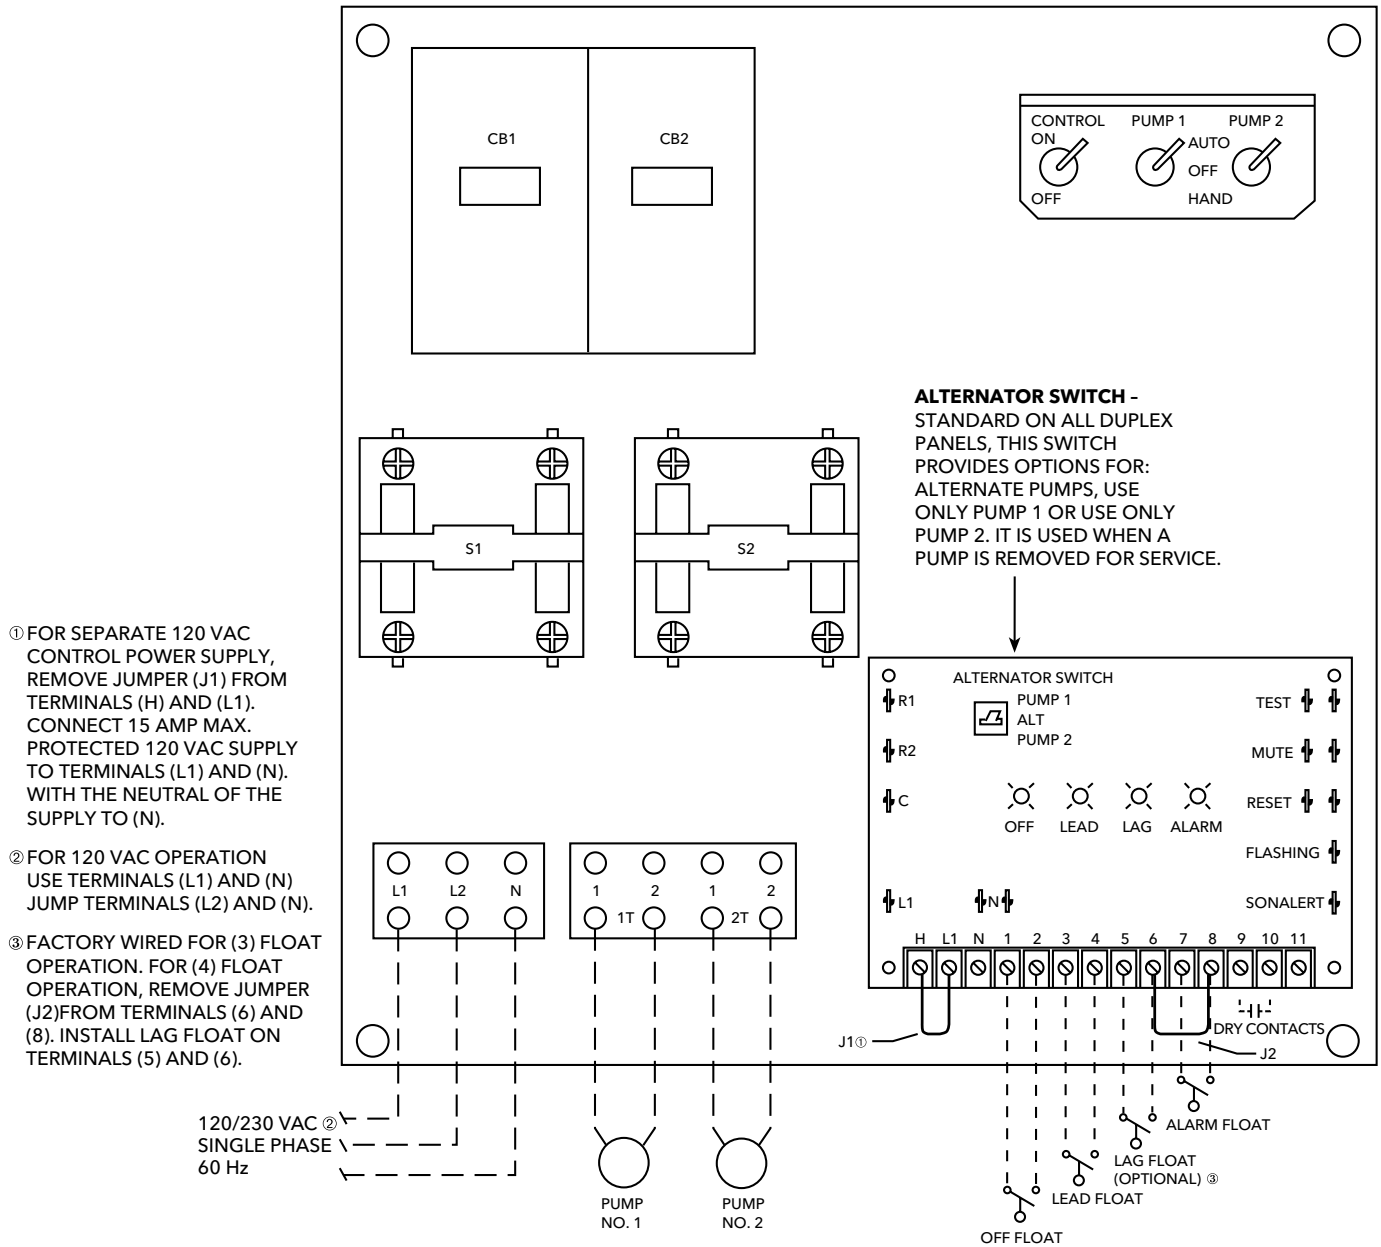 CB1
CB2
CONTROL PUMP 1 PUMP 2
ON
AUTO
OFF
OFF
HAND
ALTERNATOR SWITCH –
STANDARD ON ALL DUPLEX
PANELS, THIS SWITCH
PROVIDES OPTIONS FOR:
ALTERNATE PUMPS, USE
ONLY PUMP 1 OR USE ONLY
PUMP 2. IT IS USED WHEN A
PUMP IS REMOVED FOR SERVICE.
S1
S2
① FOR SEPARATE 120 VAC
CONTROL POWER SUPPLY,
REMOVE JUMPER (J1) FROM
TERMINALS (H) AND (L1).
CONNECT 15 AMP MAX.
PROTECTED 120 VAC SUPPLY
TO TERMINALS (L1) AND (N).
WITH THE NEUTRAL OF THE
SUPPLY TO (N).
② FOR 120 VAC OPERATION
USE TERMINALS (L1) AND (N)
JUMP TERMINALS (L2) AND (N).
③ FACTORY WIRED FOR (3) FLOAT
OPERATION. FOR (4) FLOAT
OPERATION, REMOVE JUMPER
(J2)FROM TERMINALS (6) AND
(8). INSTALL LAG FLOAT ON
TERMINALS (5) AND (6).
ALTERNATOR SWITCH
PUMP 1
ALT
PUMP 2
R1
R2
C
L1
N
TEST
MUTE
RESET
FLASHING
SONALERT
OFF LEAD LAG ALARM
H L1 N 1 2 3 4 5 6 7 8 9 10 11
L1 L2 N
1 2 1 2
1T 2T
J1①
DRY CONTACTS
J2
120/230 VAC ②
SINGLE PHASE
60 Hz
PUMP
NO. 1
PUMP
NO. 2
ALARM FLOAT
LAG FLOAT
(OPTIONAL) ③
LEAD FLOAT
OFF FLOAT